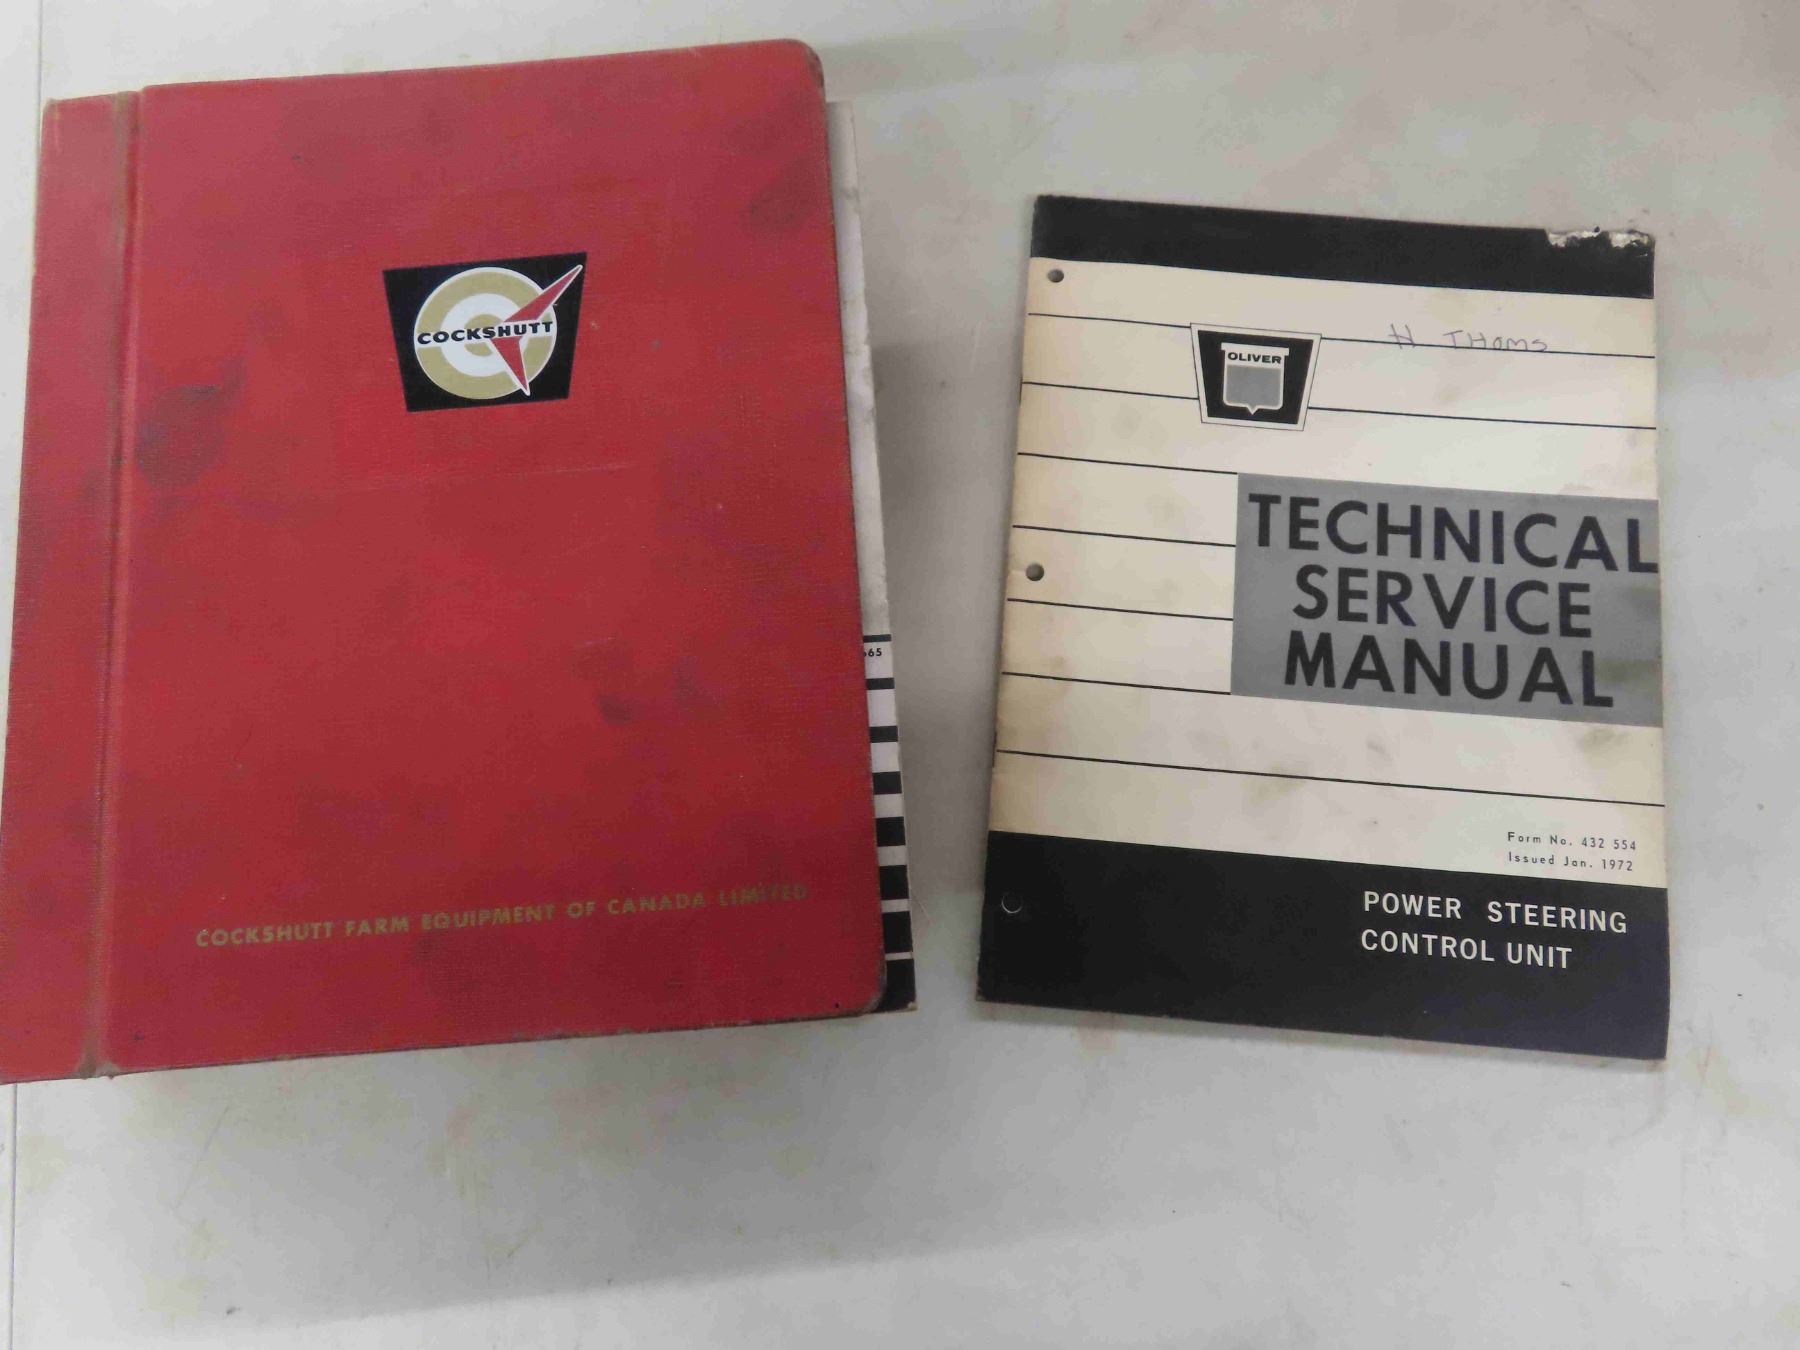 COCKSHUTT
COCKSHUTT FARM EQUIPMENT OF CANADA LIMITED
OLIVER
H THOMS
TECHNICAL
SERVICE
MANUAL
Form No. 432 554
Issued Jan. 1972
POWER STEERING
CONTROL UNIT